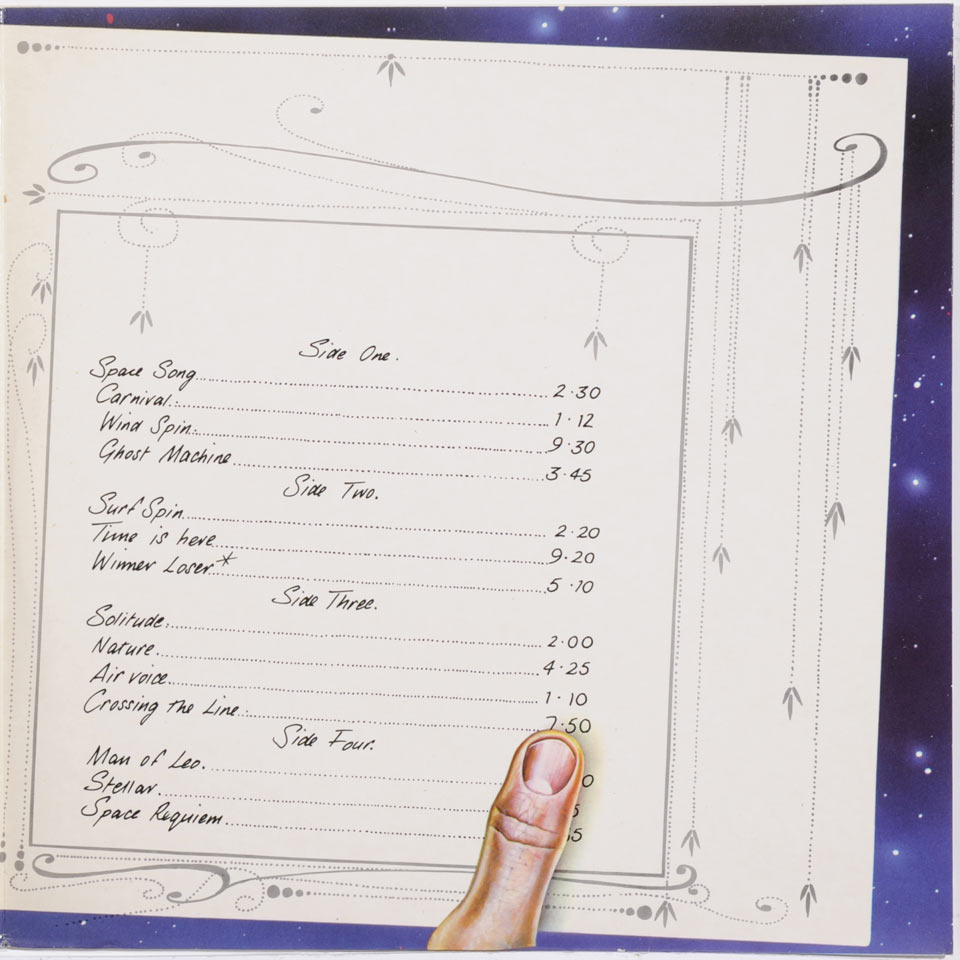 Side One.
Space Song 2·30
Carnival 1·12
Wind Spin 9·30
Ghost Machine 3·45
Side Two.
Surf Spin 2·20
Time is here 9·20
Winner Loser* 5·10
Side Three.
Solitude 2·00
Nature 4·25
Air voice 1·10
Crossing the Line 7·50
Side Four.
Man of Leo. 0
Stellar 5
Space Requiem 55